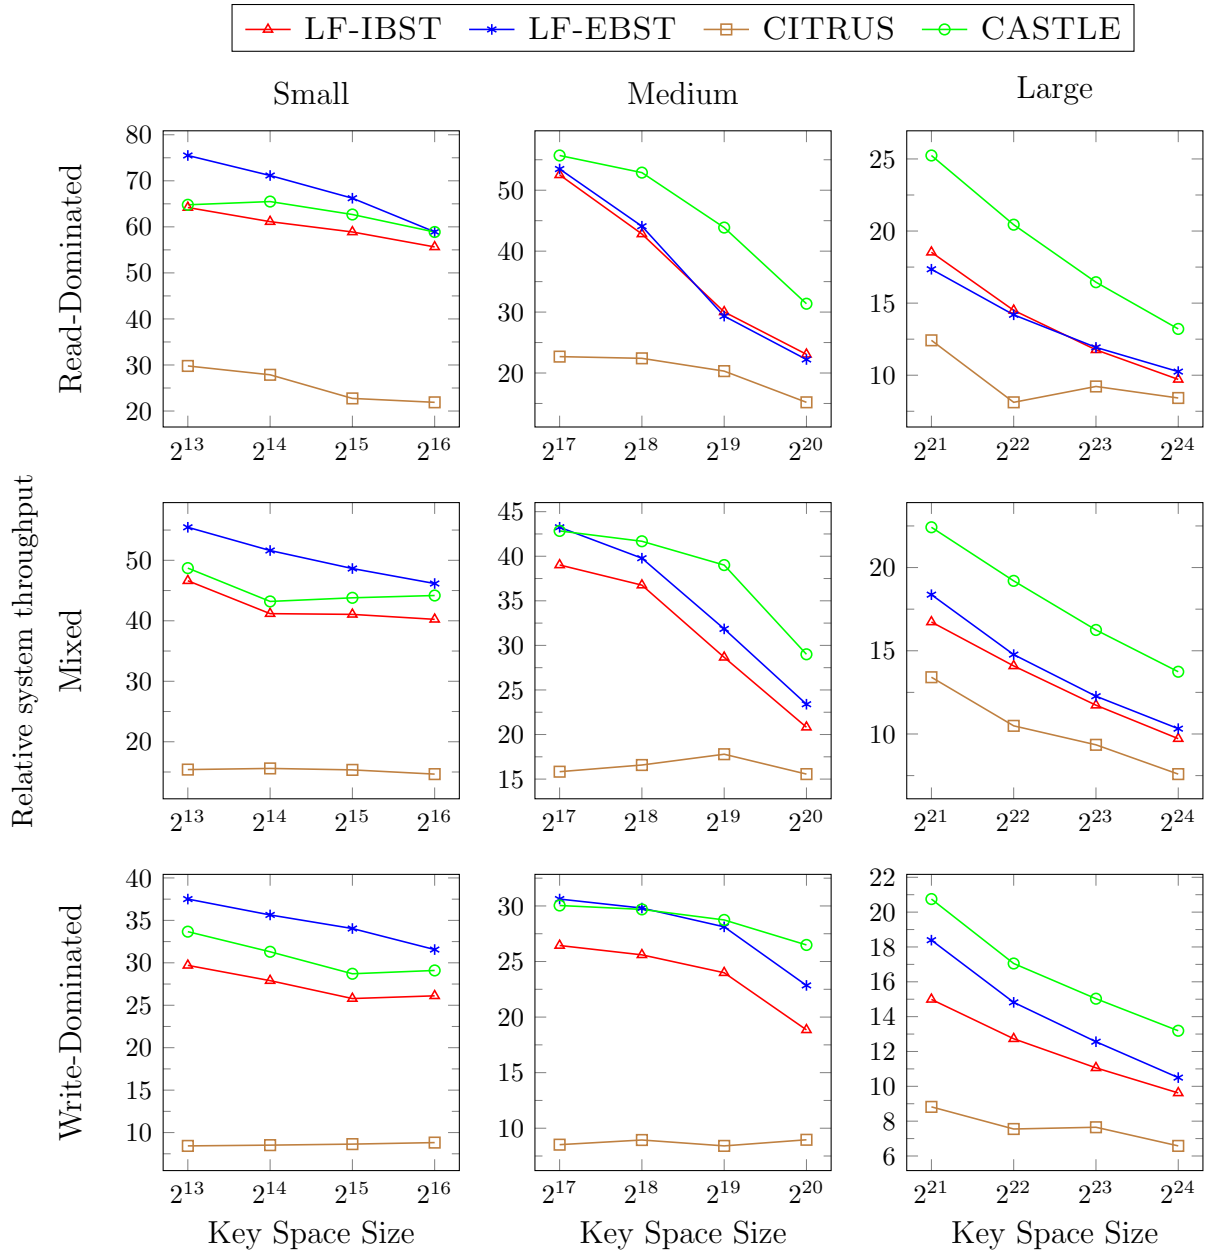 LF-IBST LF-EBST CITRUS CASTLE
Small Medium Large
Read-Dominated
80
70
60
50
40
30
20
2^13 2^14 2^15 2^16
50
40
30
20
2^17 2^18 2^19 2^20
25
20
15
10
2^21 2^22 2^23 2^24
Relative system throughput
Mixed
50
40
30
20
2^13 2^14 2^15 2^16
45
40
35
30
25
20
15
2^17 2^18 2^19 2^20
20
15
10
2^21 2^22 2^23 2^24
Write-Dominated
40
35
30
25
20
15
10
2^13 2^14 2^15 2^16
Key Space Size
30
25
20
15
10
2^17 2^18 2^19 2^20
Key Space Size
22
20
18
16
14
12
10
8
6
2^21 2^22 2^23 2^24
Key Space Size